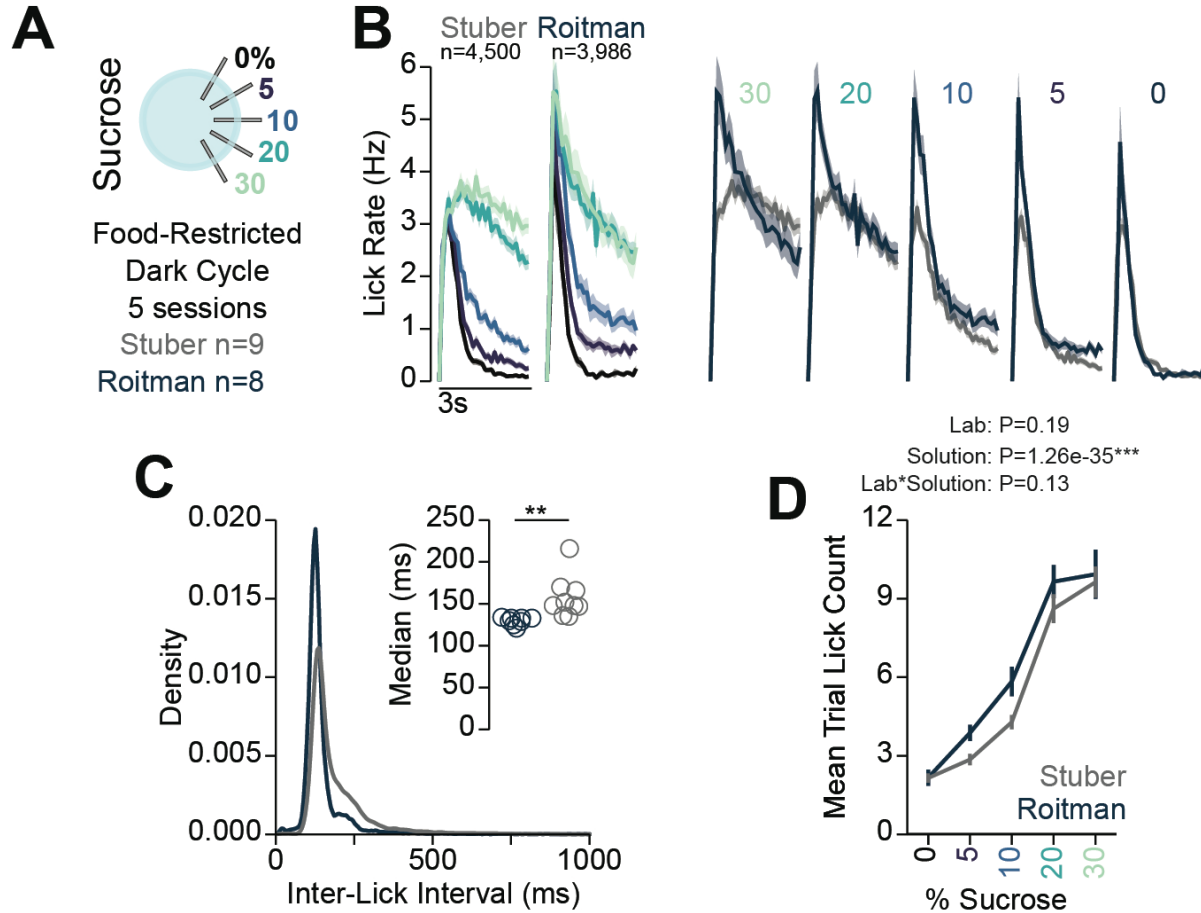 A
Sucrose
0%
5
10
20
30
Food-Restricted
Dark Cycle
5 sessions
Stuber n=9
Roitman n=8
B
Stuber
n=4,500
Roitman
n=3,986
Lick Rate (Hz)
6
5
4
3
2
1
0
3s
30
20
10
5
0
C
Density
0.020
0.015
0.010
0.005
0.000
0
500
1000
Inter-Lick Interval (ms)
Median (ms)
250
200
150
100
50
0
**
Lab: P=0.19
Solution: P=1.26e-35***
Lab*Solution: P=0.13
D
Mean Trial Lick Count
12
9
6
3
0
Stuber
Roitman
0
5
10
20
30
% Sucrose